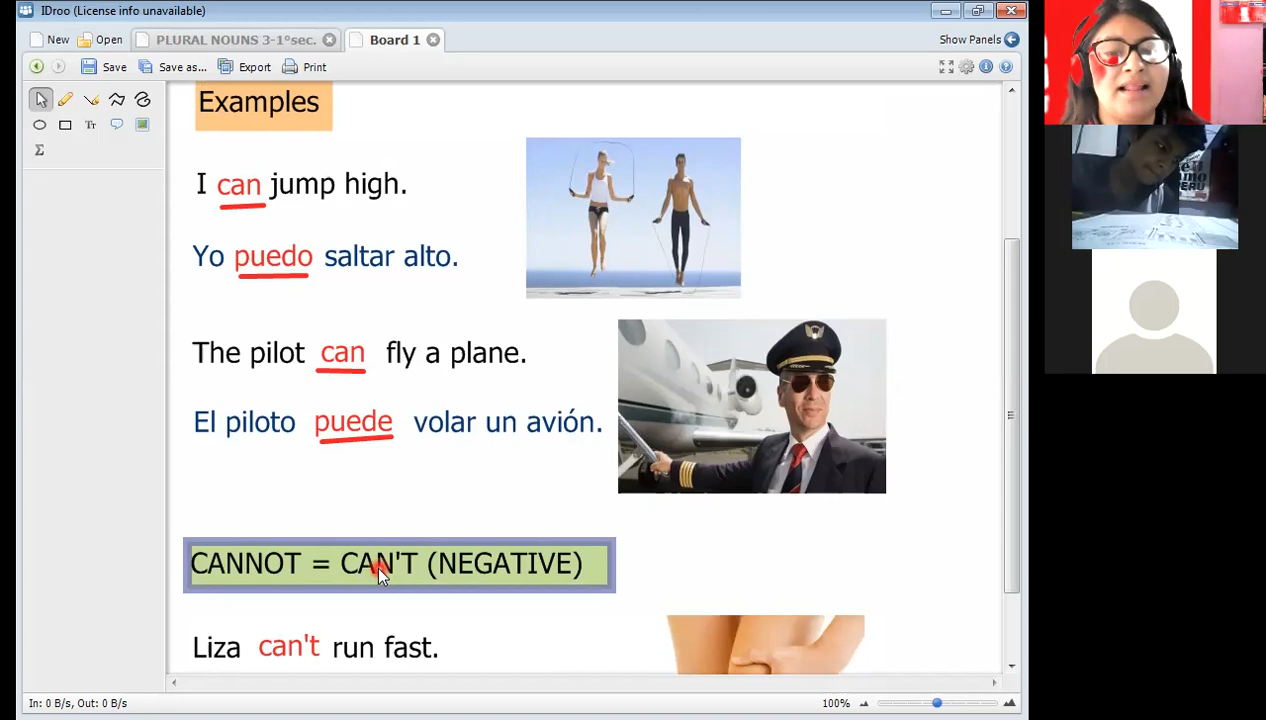 IDroo (License info unavailable)
New Open PLURAL NOUNS 3-1°sec. Board 1 Show Panels
Save Save as... Export Print
Tт
Σ
Examples
I can jump high.
Yo puedo saltar alto.
The pilot can fly a plane.
El piloto puede volar un avión.
CANNOT = CAN'T (NEGATIVE)
Liza can't run fast.
In: 0 B/s, Out: 0 B/s 100%
PERU